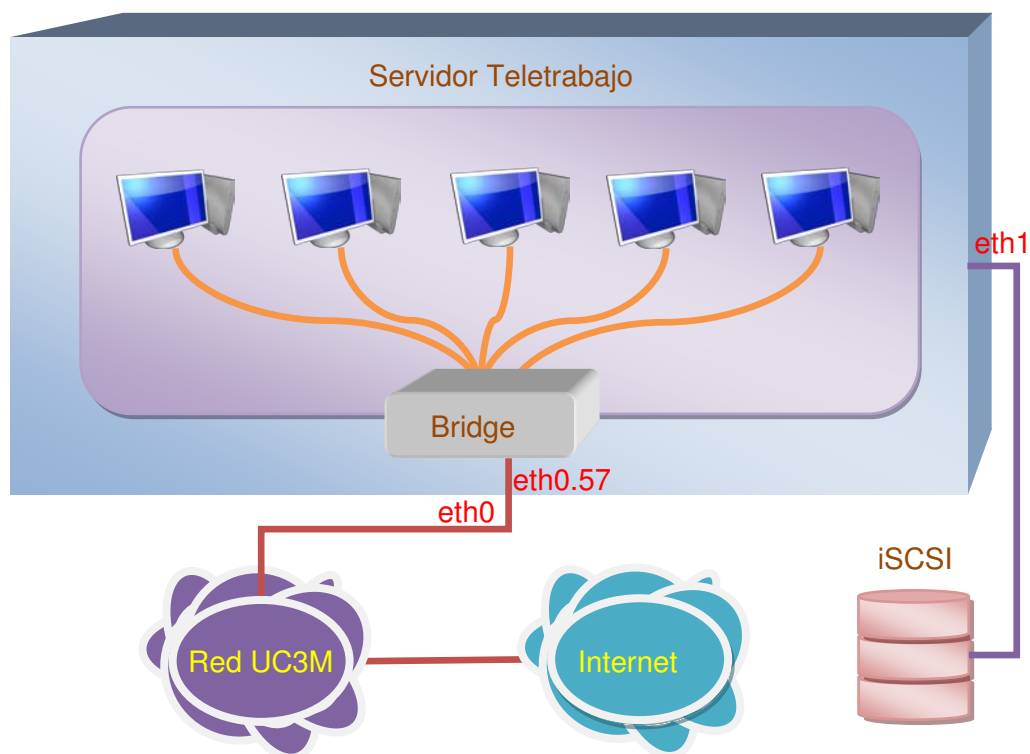 Servidor Teletrabajo
eth1
Bridge
eth0.57
eth0
iSCSI
Red UC3M
Internet